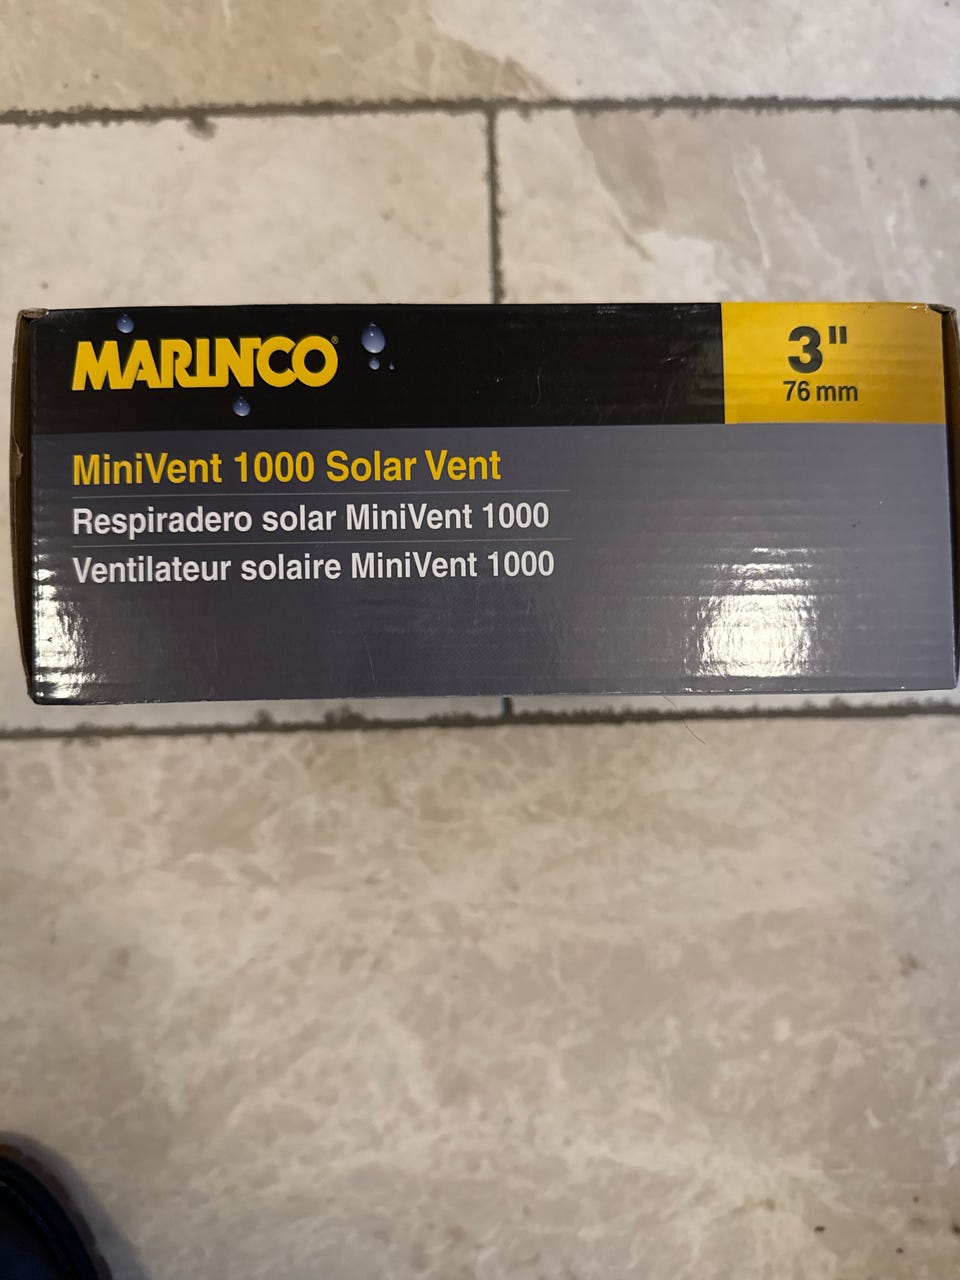 MARINCO®
3"
76 mm
MiniVent 1000 Solar Vent
Respiradero solar MiniVent 1000
Ventilateur solaire MiniVent 1000